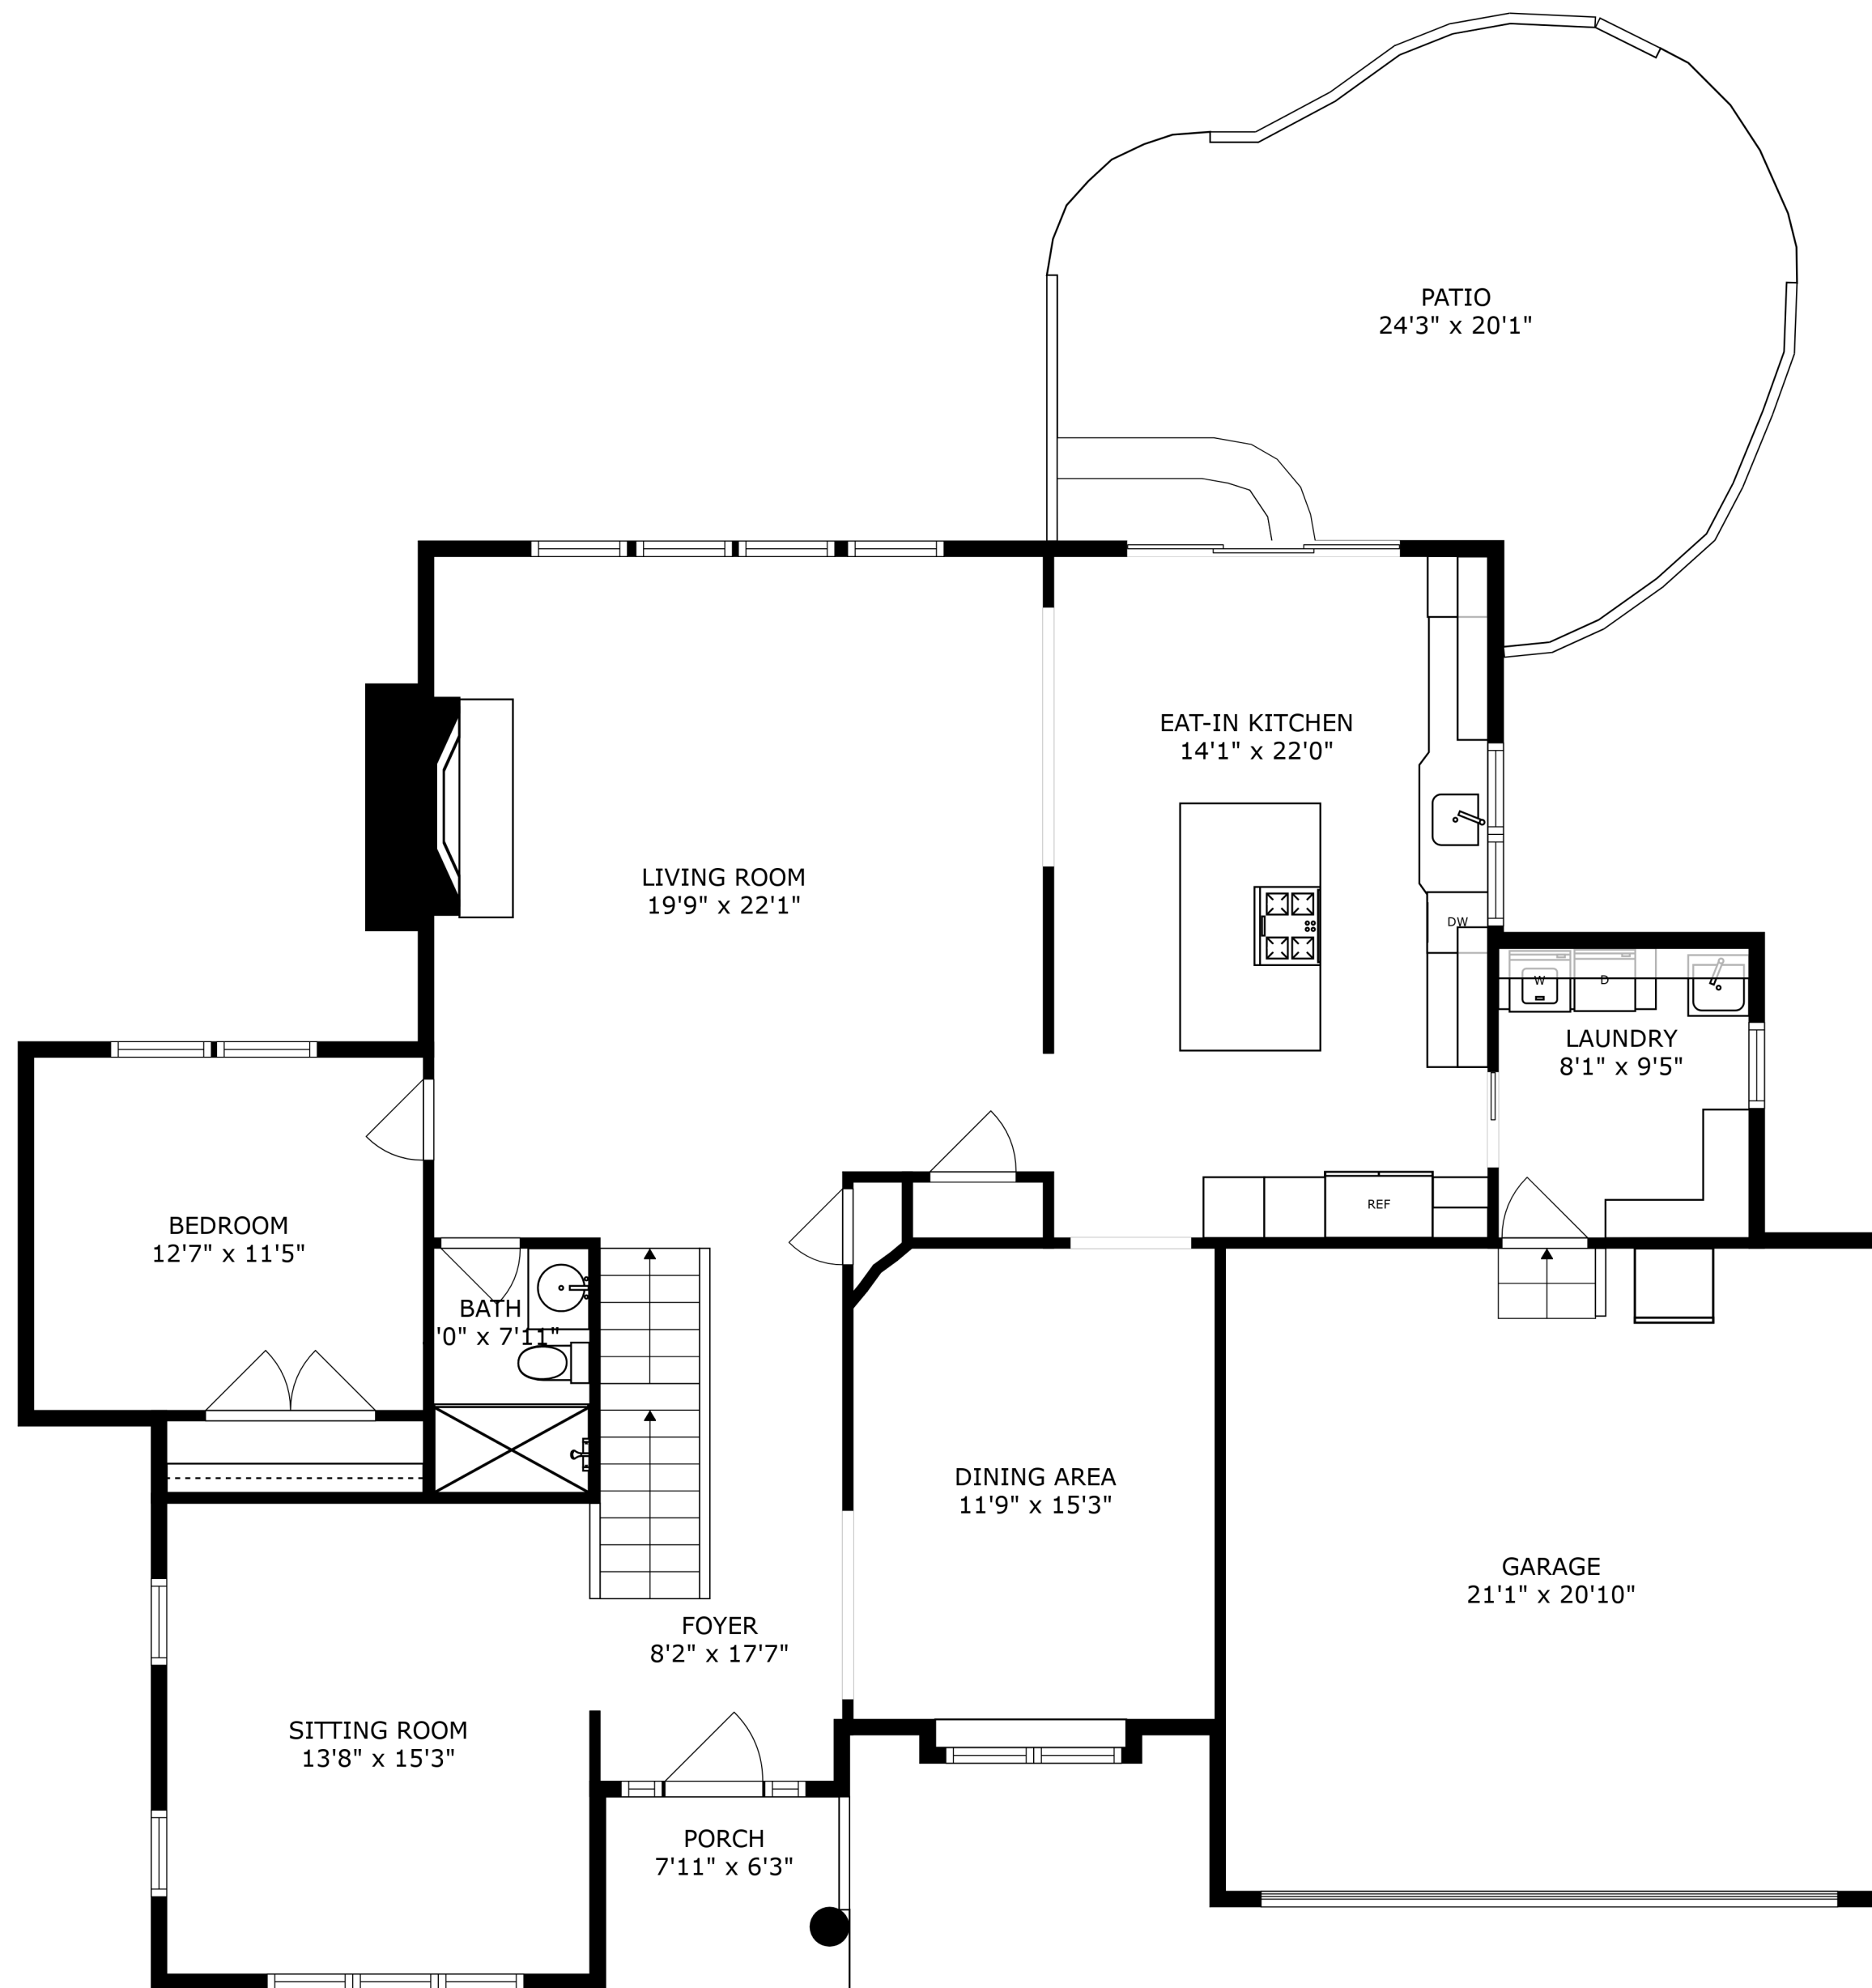 PATIO
24'3" x 20'1"
EAT-IN KITCHEN
14'1" x 22'0"
LIVING ROOM
19'9" x 22'1"
DW
W
D
LAUNDRY
8'1" x 9'5"
REF
BEDROOM
12'7" x 11'5"
BATH
'0" x 7'11"
DINING AREA
11'9" x 15'3"
GARAGE
21'1" x 20'10"
FOYER
8'2" x 17'7"
SITTING ROOM
13'8" x 15'3"
PORCH
7'11" x 6'3"